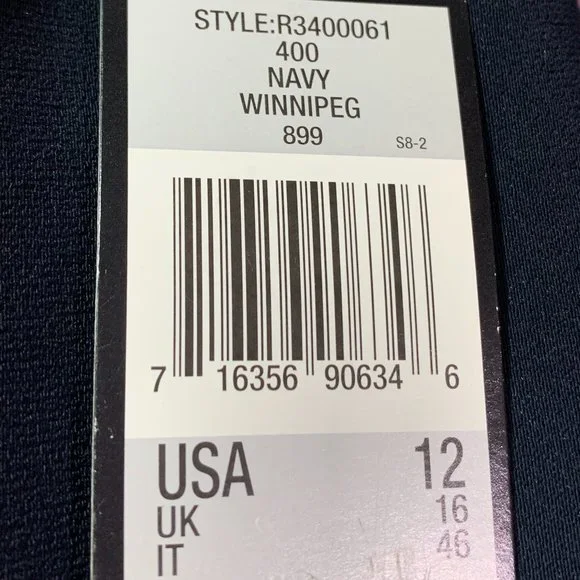 STYLE:R3400061
400
NAVY
WINNIPEG
899 S8-2
7 16356 90634 6
USA 12
UK 16
IT 46